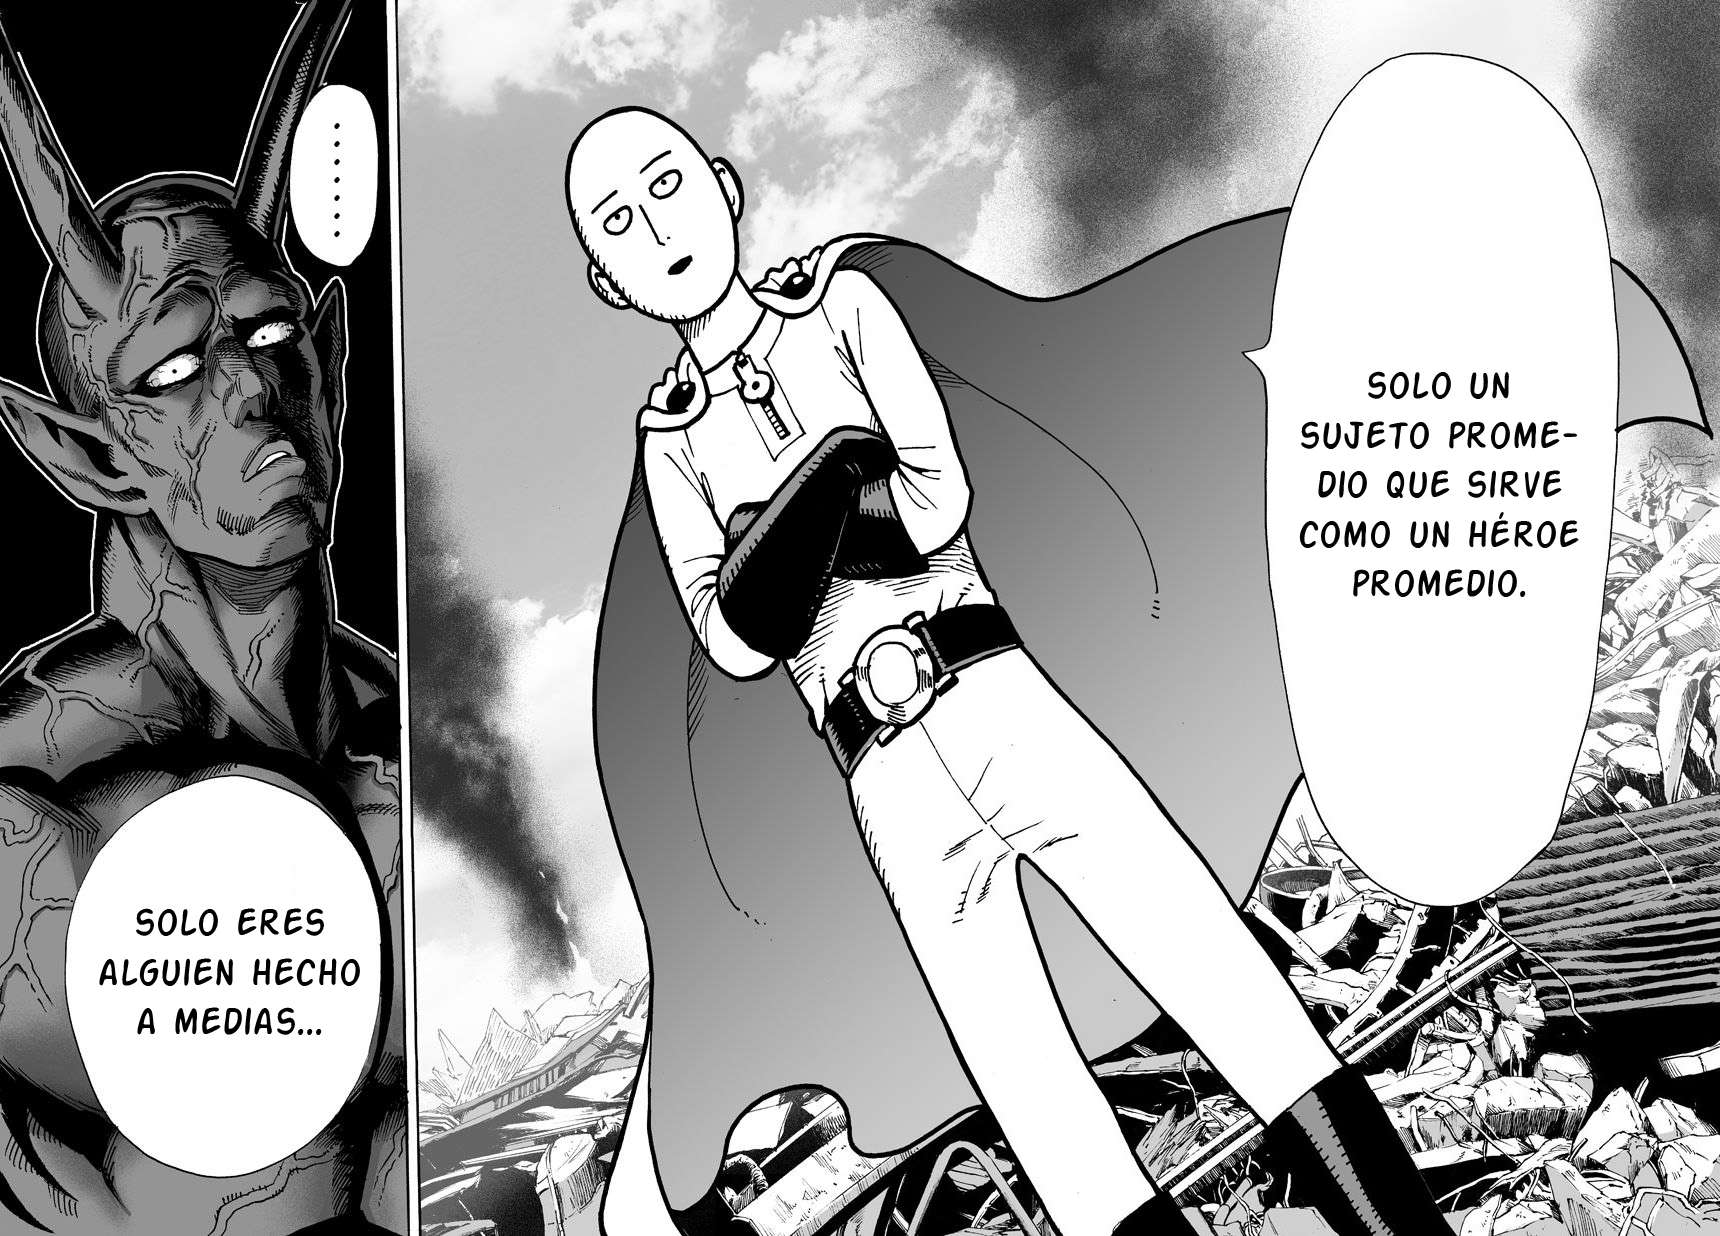 SOLO UN
SUJETO PROME-
DIO QUE SIRVE
COMO UN HÉROE
PROMEDIO.
........
SOLO ERES
ALGUIEN HECHO
A MEDIAS...